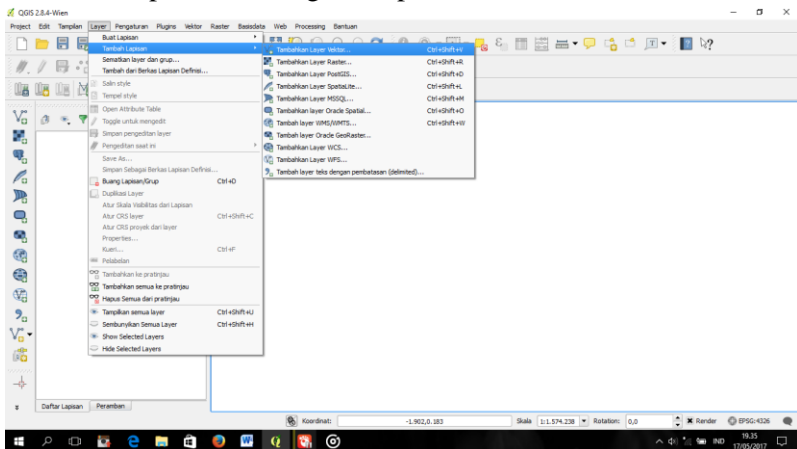 QGIS 2.8.4-Wien
Project Edit Tampilan Layer Pengaturan Plugins Vektor Raster Basisdata Web Processing Bantuan
Buat Lapisan
Tambah Lapisan
Sematkan layer dan grup...
Tambah dari Berkas Lapisan Definisi...
Salin style
Tempel style
Open Attribute Table
Toggle untuk mengedit
Simpan pengeditan layer
Pengeditan saat ini
Save As...
Simpan Sebagai Berkas Lapisan Definisi...
Buang Lapisan/Grup Ctrl+D
Duplikasi Layer
Atur Skala Visibilitas dari Lapisan
Atur CRS layer Ctrl+Shift+C
Atur CRS proyek dari layer
Properties...
Kueri... Ctrl+F
Pelabelan
Tambahkan ke pratinjau
Tambahkan semua ke pratinjau
Hapus Semua dari pratinjau
Tampilkan semua layer Ctrl+Shift+U
Sembunyikan Semua Layer Ctrl+Shift+H
Show Selected Layers
Hide Selected Layers
Tambahkan Layer Vektor... Ctrl+Shift+V
Tambahkan Layer Raster... Ctrl+Shift+R
Tambahkan Layer PostGIS... Ctrl+Shift+D
Tambahkan Layer SpatiaLite... Ctrl+Shift+L
Tambahkan Layer MSSQL... Ctrl+Shift+M
Tambahkan layer Oracle Spatial... Ctrl+Shift+O
Tambah layer WMS/WMTS... Ctrl+Shift+W
Tambah layer Oracle GeoRaster...
Tambahkan Layer WCS...
Tambahkan Layer WFS...
Tambah layer teks dengan pembatasan (delimited)...
Daftar Lapisan Peramban
Koordinat: -1.902,0.183 Skala 1:1.574.238 Rotation: 0,0 Render EPSG:4326
IND 19.35
17/05/2017